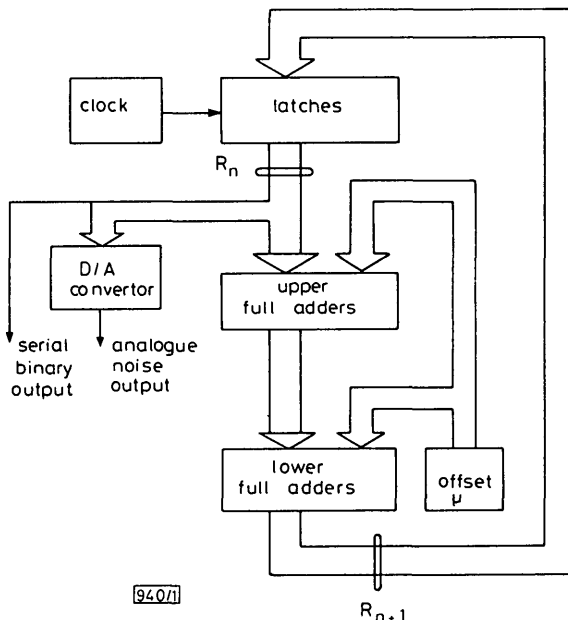 clock
latches
R_n
D/A
convertor
upper
full adders
serial
binary
output
analogue
noise
output
lower
full adders
offset
μ
940/1
R_n+1